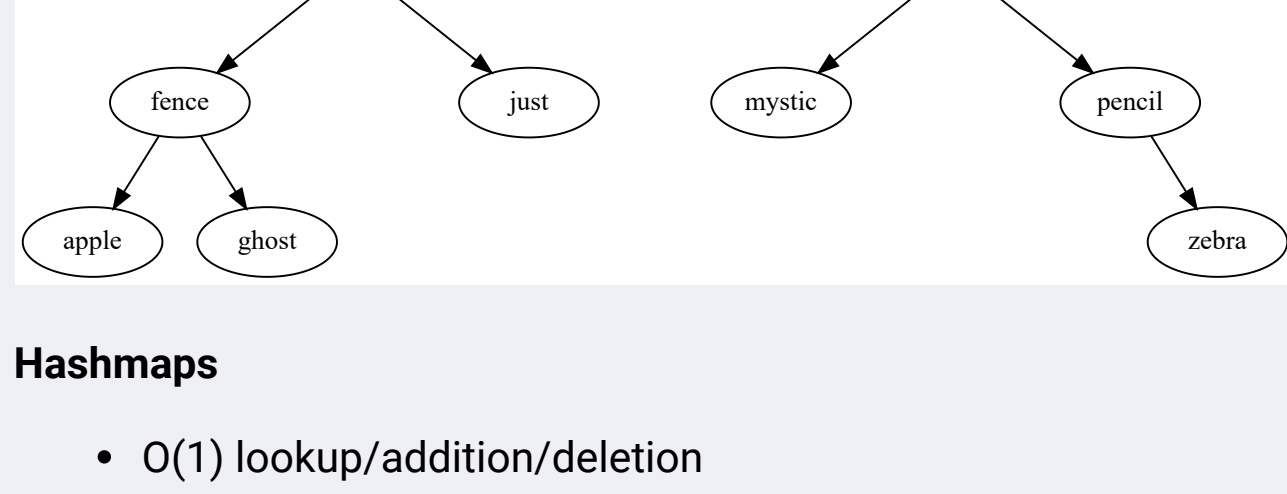 fence
just
mystic
pencil
apple
ghost
zebra
Hashmaps
• O(1) lookup/addition/deletion